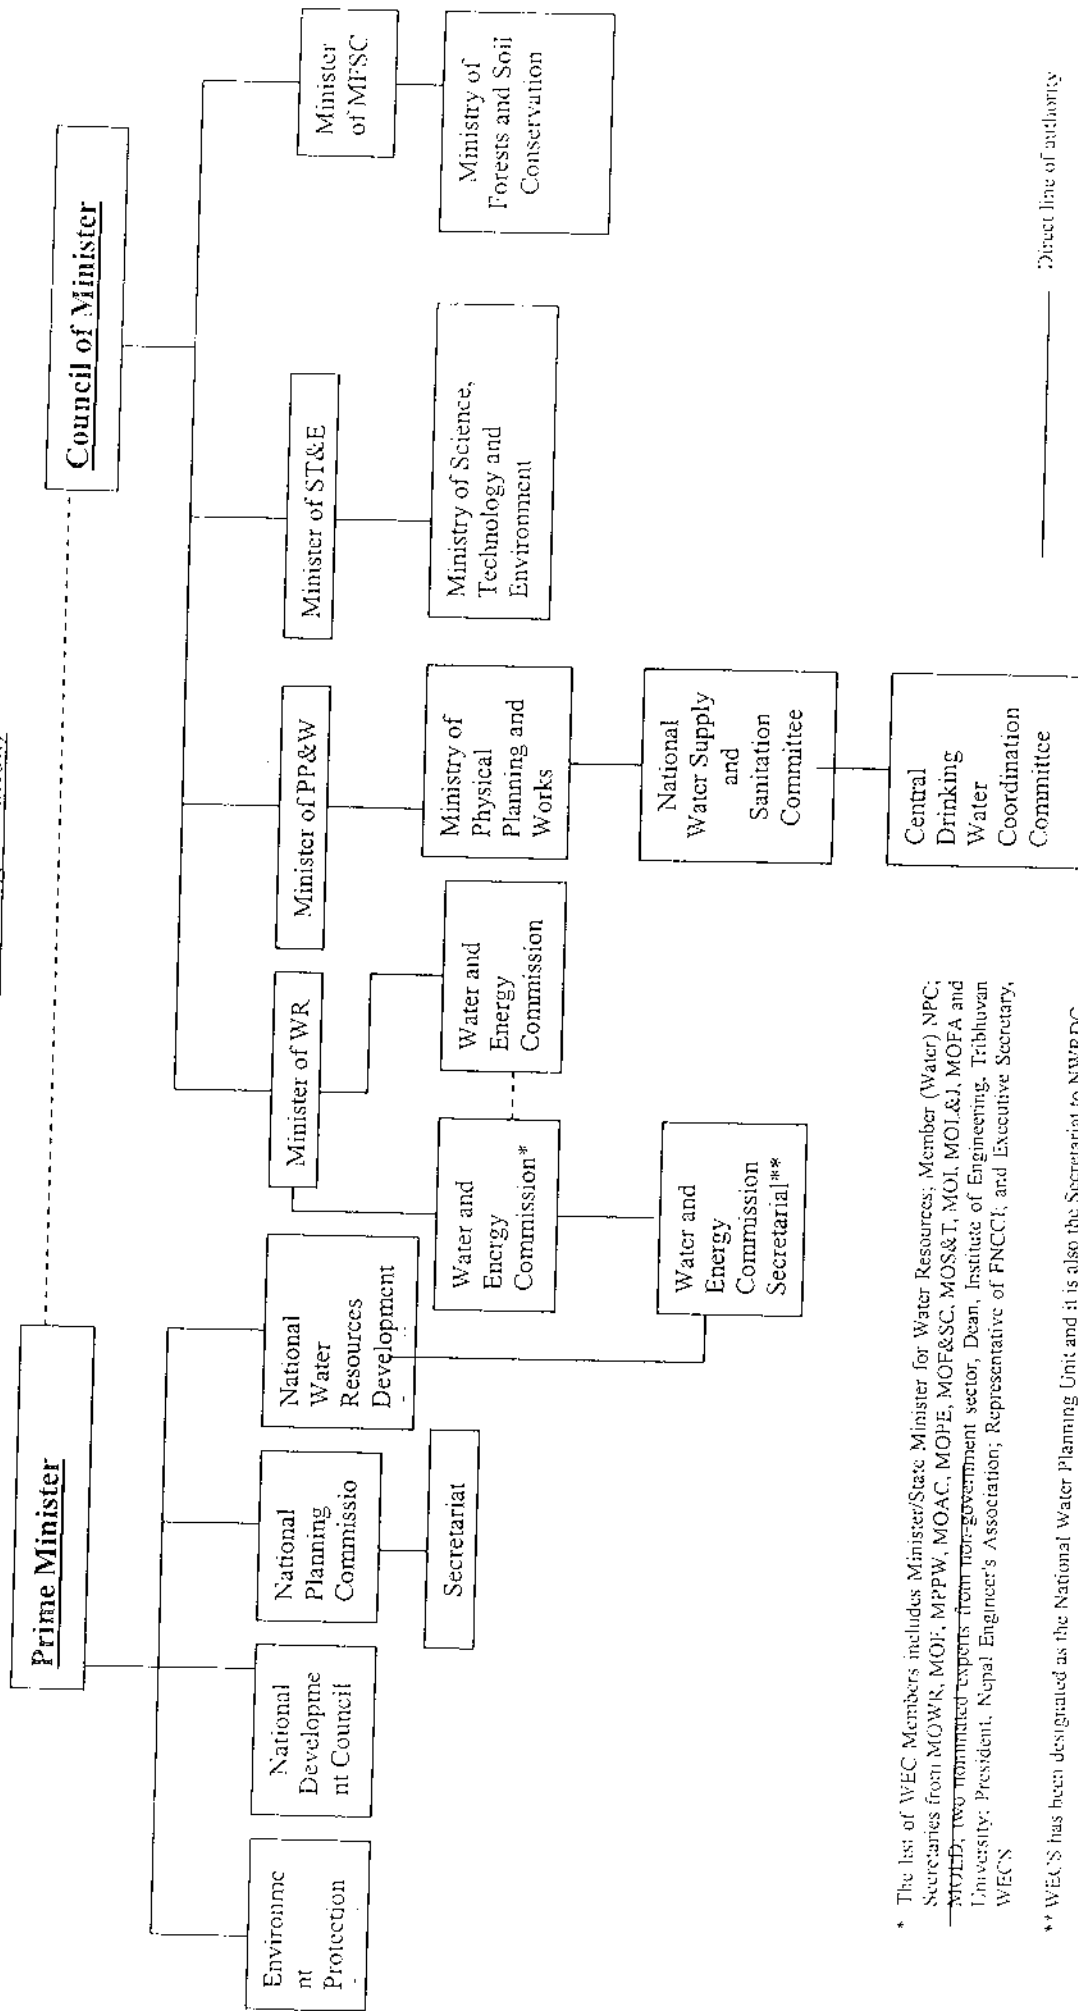 Prime Minister
Council of Minister
Environme
nt
Protection
National
Developme
nt Council
National
Planning
Commissio
National
Water
Resources
Development
Secretariat
Minister of WR
Minister of PP&W
Minister of ST&E
Minister
of MFSC
Water and
Energy
Commission*
Water and
Energy
Commission
Ministry of
Physical
Planning and
Works
Ministry of Science,
Technology and
Environment
Ministry of
Forests and Soil
Conservation
Water and
Energy
Commission
Secretarial**
National
Water Supply
and
Sanitation
Committee
Central
Drinking
Water
Coordination
Committee
* The list of WEC Members includes Minister/State Minister for Water Resources; Member (Water) NPC;
Secretaries from MOWR, MOF, MPPW, MOAC, MOPE, MOF&SC, MOS&T, MOI, MOL&J, MOFA and
MOLD; two nominated experts from non-government sector, Dean, Institute of Engineering, Tribhuvan
University; President, Nepal Engineer's Association; Representative of FNCCI; and Executive Secretary,
WECS
** WECS has been designated as the National Water Planning Unit and it is also the Secretariat to NWRDC
Direct line of authority